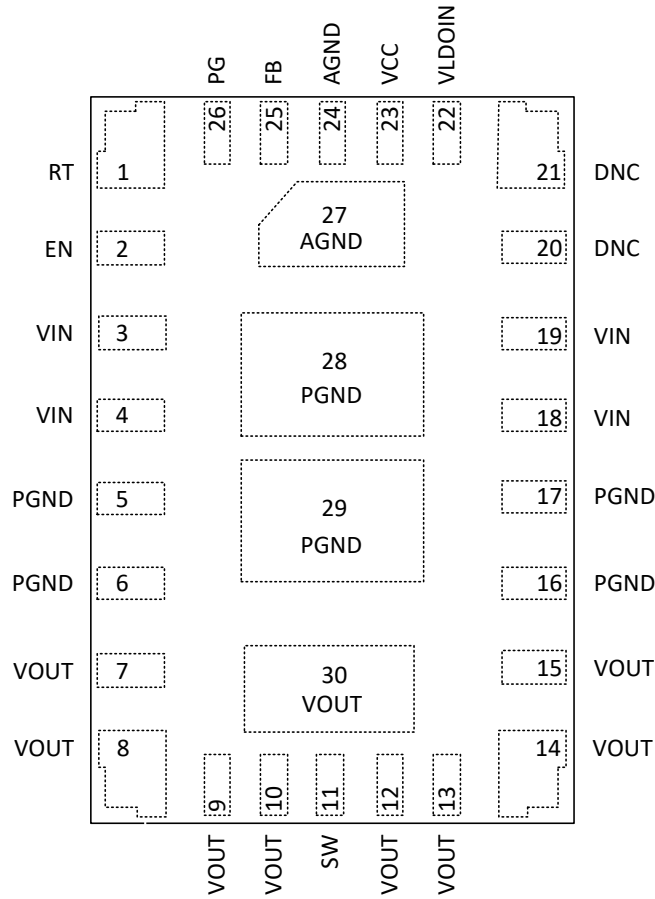 PG
FB
AGND
VCC
VLDOIN
26
25
24
23
22
RT 1
21 DNC
27
AGND
EN 2
20 DNC
VIN 3
19 VIN
28
PGND
VIN 4
18 VIN
PGND 5
17 PGND
29
PGND
PGND 6
16 PGND
VOUT 7
15 VOUT
30
VOUT
VOUT 8
14 VOUT
9
10
11
12
13
VOUT
VOUT
SW
VOUT
VOUT